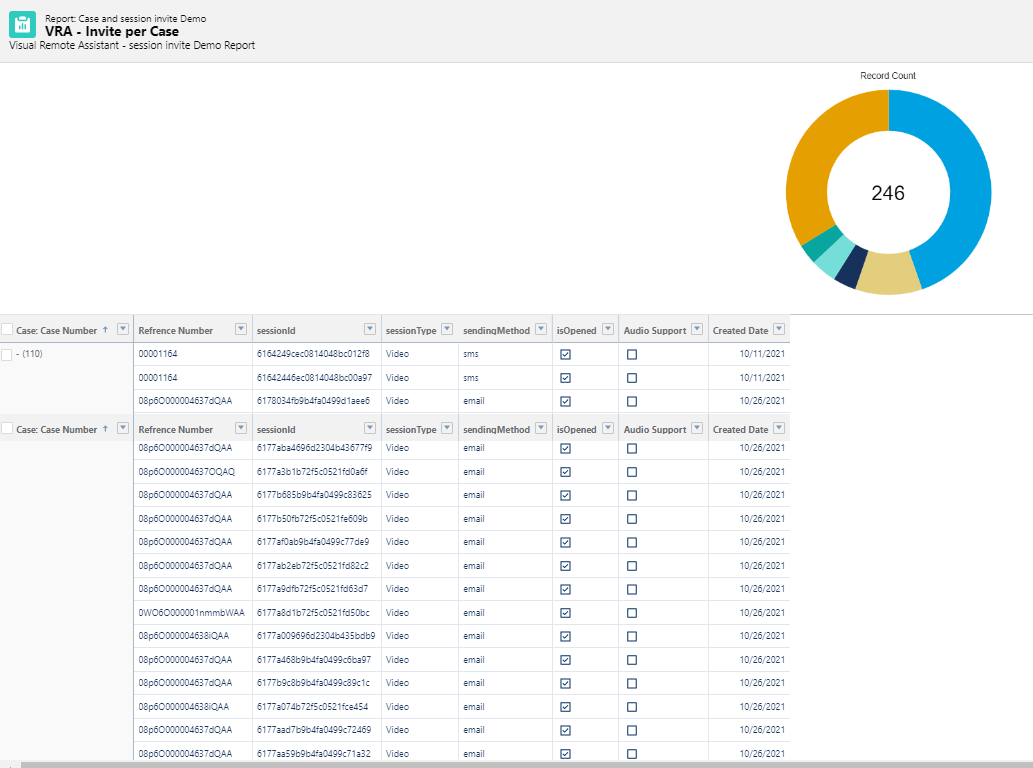 Report: Case and session invite Demo
VRA - Invite per Case
Visual Remote Assistant - session invite Demo Report
Record Count
246
Case: Case Number ↑ Refrence Number sessionId sessionType sendingMethod isOpened Audio Support Created Date
- (110) 00001164 6164249cec0814048bc012f8 Video sms 10/11/2021
00001164 61642446ec0814048bc00a97 Video sms 10/11/2021
08p6O000004637dQAA 6178034fb9b4fa0499d1aee6 Video email 10/26/2021
Case: Case Number ↑ Refrence Number sessionId sessionType sendingMethod isOpened Audio Support Created Date
08p6O000004637dQAA 6177aba4696d2304b43677f9 Video email 10/26/2021
08p6O000004637OQAQ 6177a3b1b72f5c0521fd0a6f Video email 10/26/2021
08p6O000004637dQAA 6177b685b9b4fa0499c83625 Video email 10/26/2021
08p6O000004637dQAA 6177b50fb72f5c0521fe609b Video email 10/26/2021
08p6O000004637dQAA 6177af0ab9b4fa0499c77de9 Video email 10/26/2021
08p6O000004637dQAA 6177ab2eb72f5c0521fd82c2 Video email 10/26/2021
08p6O000004637dQAA 6177a9dfb72f5c0521fd63d7 Video email 10/26/2021
0WO6O000001nmmbWAA 6177a8d1b72f5c0521fd50bc Video email 10/26/2021
08p6O000004638iQAA 6177a009696d2304b435bdb9 Video email 10/26/2021
08p6O000004637dQAA 6177a468b9b4fa0499c6ba97 Video email 10/26/2021
08p6O000004637dQAA 6177b9c8b9b4fa0499c89c1c Video email 10/26/2021
08p6O000004638iQAA 6177a074b72f5c0521fce454 Video email 10/26/2021
08p6O000004637dQAA 6177aad7b9b4fa0499c72469 Video email 10/26/2021
08p6O000004637dQAA 6177aa59b9b4fa0499c71a32 Video email 10/26/2021